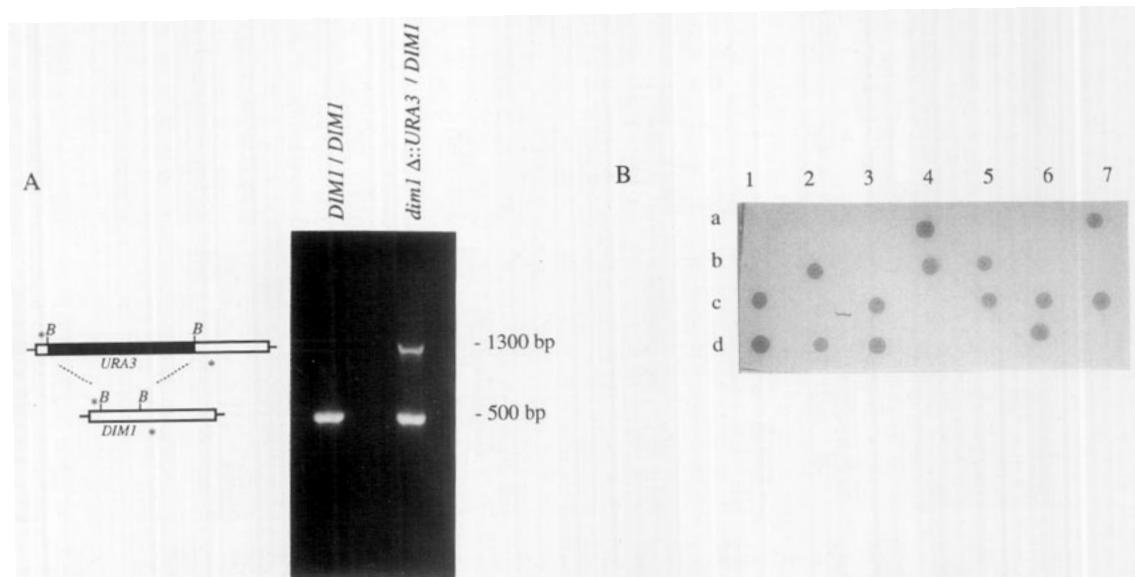 A
DIM1 / DIM1
dim1 Δ::URA3 / DIM1
B B
URA3
*B B
DIM1 *
- 1300 bp
- 500 bp
B
1 2 3 4 5 6 7
a
b
c
d